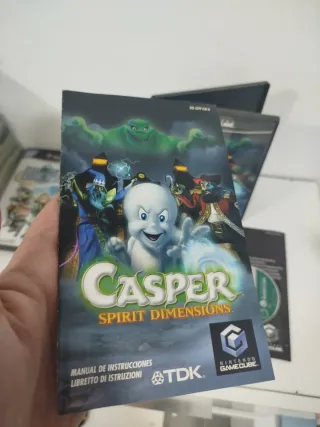 CASPER
SPIRIT DIMENSIONS
MANUAL DE INSTRUCCIONES
LIBRETTO DI ISTRUZIONI
TDK
NINTENDO
GAMECUBE